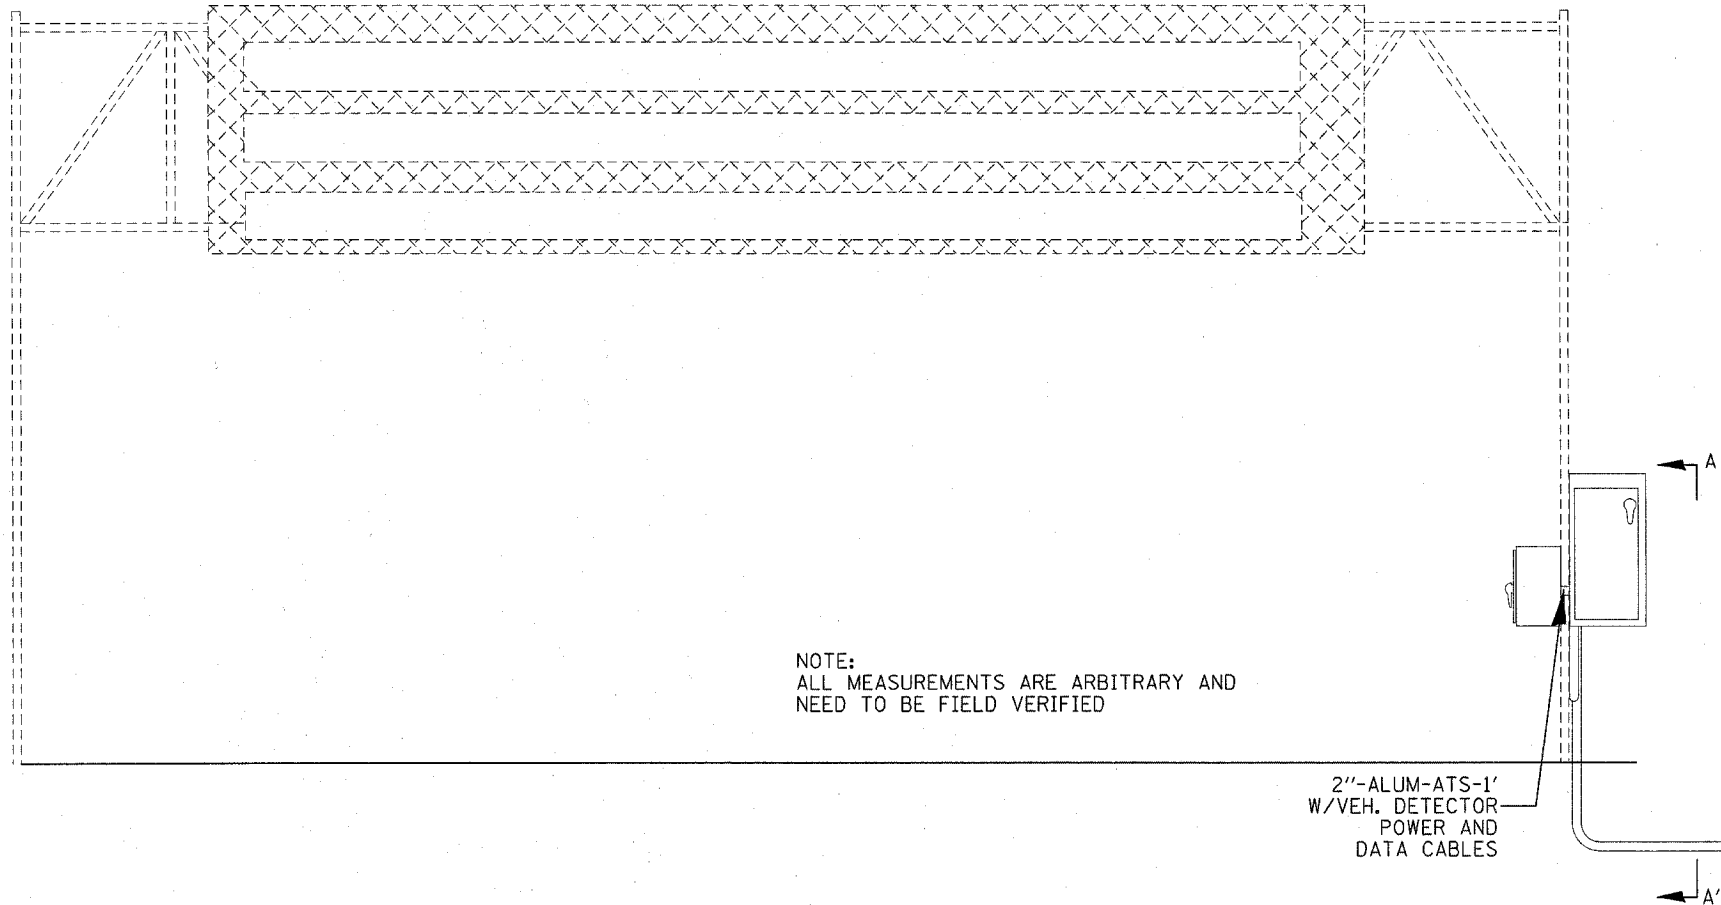 A
NOTE:
ALL MEASUREMENTS ARE ARBITRARY AND
NEED TO BE FIELD VERIFIED
2''-ALUM-ATS-1'
W/VEH. DETECTOR
POWER AND
DATA CABLES
A'